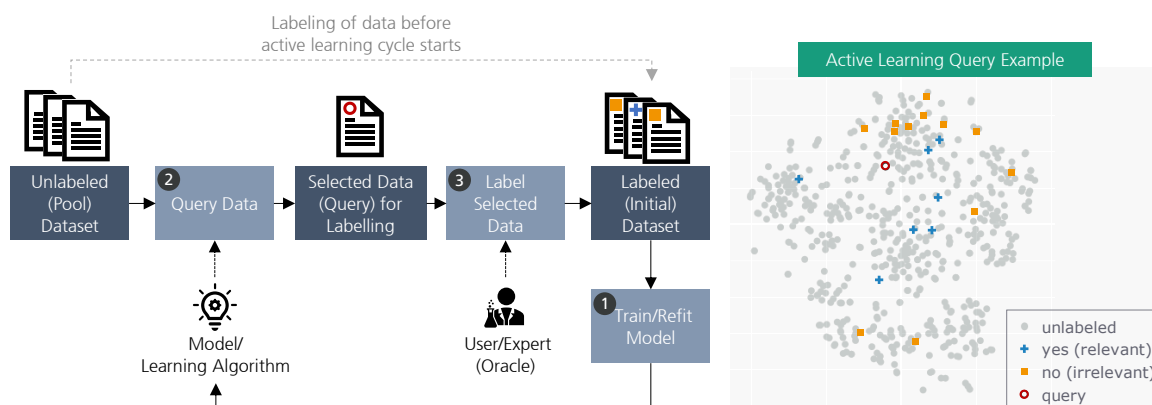 Labeling of data before
active learning cycle starts
Active Learning Query Example
Unlabeled
(Pool)
Dataset
2
Query Data
Selected Data
(Query) for
Labelling
3
Label
Selected
Data
Labeled
(Initial)
Dataset
1
Train/Refit
Model
Model/
Learning Algorithm
User/Expert
(Oracle)
unlabeled
yes (relevant)
no (irrelevant)
query